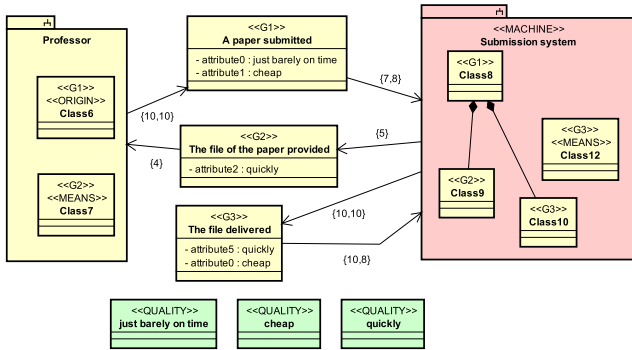 Professor
<<G1>>
<<ORIGIN>>
Class6
<<G2>>
<<MEANS>>
Class7
<<G1>>
A paper submitted
- attribute0 : just barely on time
- attribute1 : cheap
{10,10}
{7,8}
<<G2>>
The file of the paper provided
- attribute2 : quickly
{4}
{5}
<<G3>>
The file delivered
- attribute5 : quickly
- attribute0 : cheap
{10,10}
{10,8}
<<MACHINE>>
Submission system
<<G1>>
Class8
<<G3>>
<<MEANS>>
Class12
<<G2>>
Class9
<<G3>>
Class10
<<QUALITY>>
just barely on time
<<QUALITY>>
cheap
<<QUALITY>>
quickly